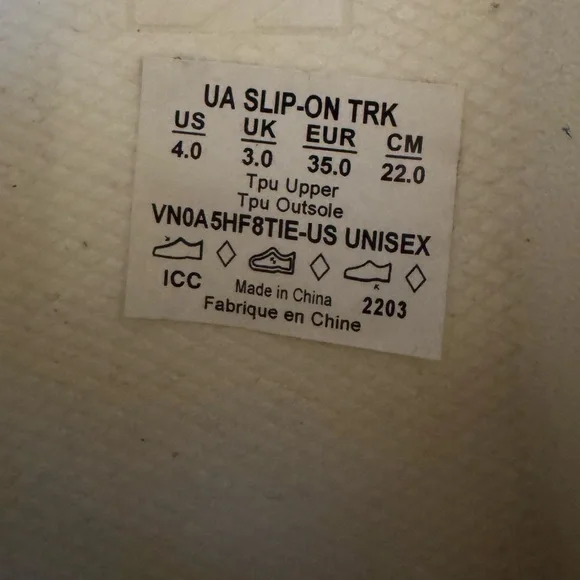 UA SLIP-ON TRK
US UK EUR CM
4.0 3.0 35.0 22.0
Tpu Upper
Tpu Outsole
VN0A5HF8TIE-US UNISEX
ICC Made in China 2203
Fabrique en Chine